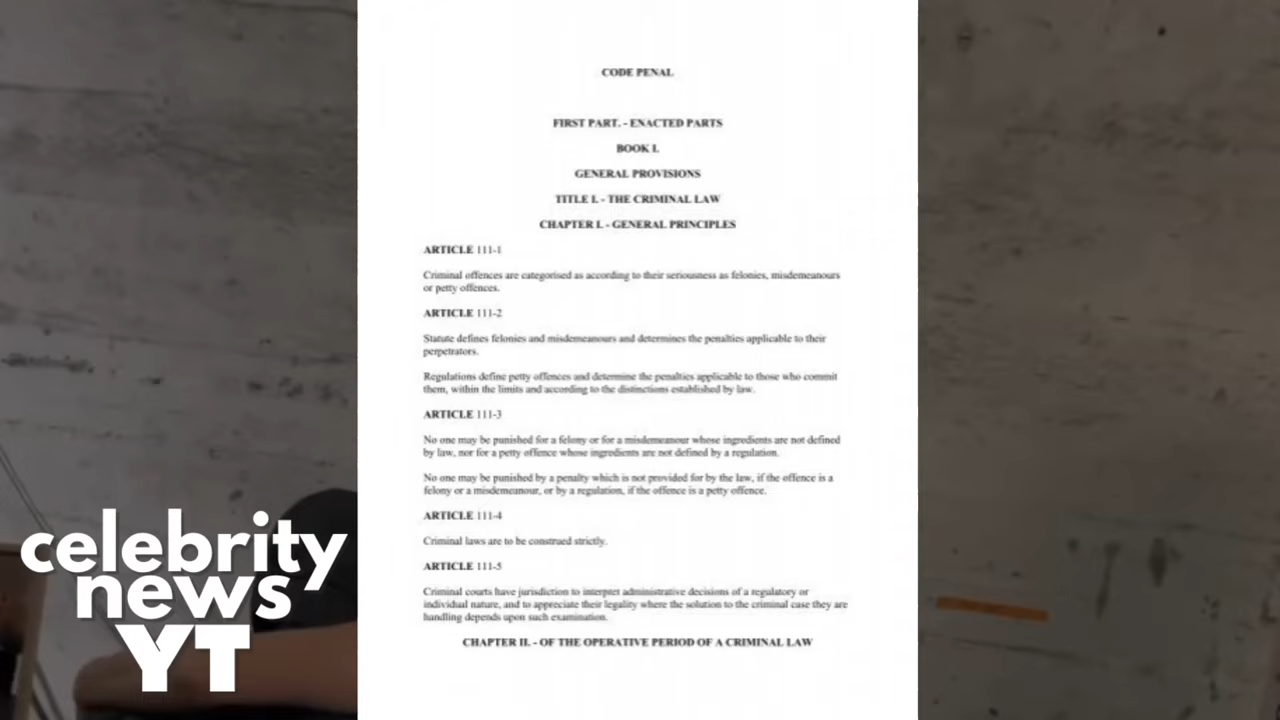 CODE PENAL
FIRST PART. - ENACTED PARTS
BOOK I.
GENERAL PROVISIONS
TITLE I. - THE CRIMINAL LAW
CHAPTER I. - GENERAL PRINCIPLES
ARTICLE 111-1
Criminal offences are categorised as according to their seriousness as felonies, misdemeanours
or petty offences.
ARTICLE 111-2
Statute defines felonies and misdemeanours and determines the penalties applicable to their
perpetrators.
Regulations define petty offences and determine the penalties applicable to those who commit
them, within the limits and according to the distinctions established by law.
ARTICLE 111-3
No one may be punished for a felony or for a misdemeanour whose ingredients are not defined
by law, nor for a petty offence whose ingredients are not defined by a regulation.
No one may be punished by a penalty which is not provided for by the law, if the offence is a
felony or a misdemeanour, or by a regulation, if the offence is a petty offence.
ARTICLE 111-4
Criminal laws are to be construed strictly.
ARTICLE 111-5
Criminal courts have jurisdiction to interpret administrative decisions of a regulatory or
individual nature, and to appreciate their legality where the solution to the criminal case they are
handling depends upon such examination.
CHAPTER II. - OF THE OPERATIVE PERIOD OF A CRIMINAL LAW
celebrity
news
YT